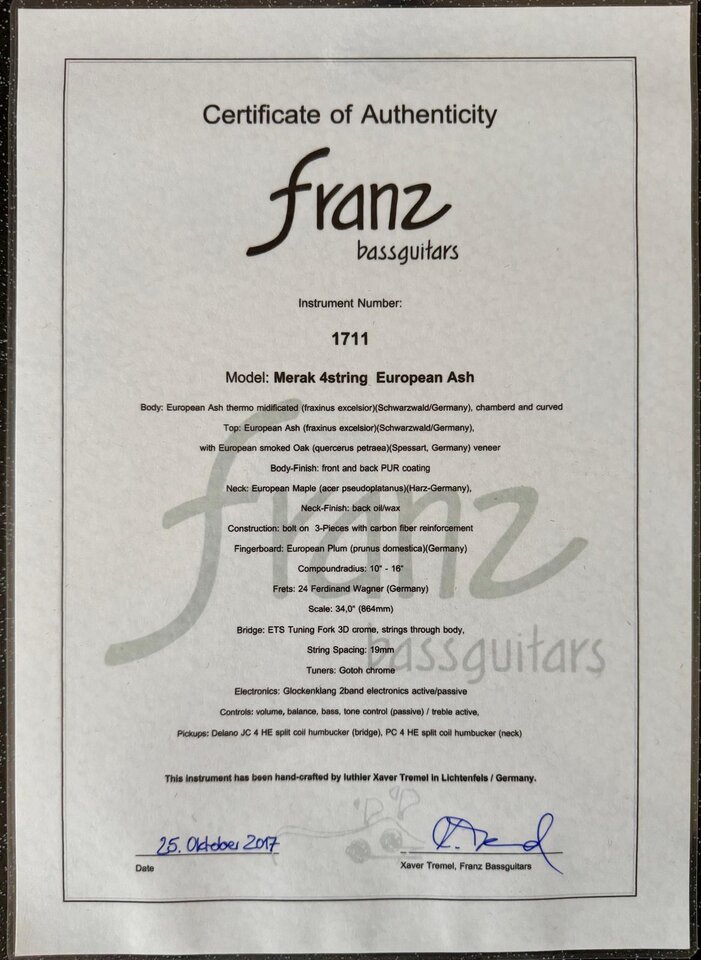 Certificate of Authenticity
franz
bassguitars
Instrument Number:
1711
Model: Merak 4string European Ash
Body: European Ash thermo midificated (fraxinus excelsior)(Schwarzwald/Germany), chamberd and curved
Top: European Ash (fraxinus excelsior)(Schwarzwald/Germany),
with European smoked Oak (quercerus petraea)(Spessart, Germany) veneer
Body-Finish: front and back PUR coating
Neck: European Maple (acer pseudoplatanus)(Harz-Germany),
Neck-Finish: back oil/wax
Construction: bolt on 3-Pieces with carbon fiber reinforcement
Fingerboard: European Plum (prunus domestica)(Germany)
Compoundradius: 10" - 16"
Frets: 24 Ferdinand Wagner (Germany)
Scale: 34,0" (864mm)
Bridge: ETS Tuning Fork 3D crome, strings through body,
String Spacing: 19mm
Tuners: Gotoh chrome
Electronics: Glockenklang 2band electronics active/passive
Controls: volume, balance, bass, tone control (passive) / treble active,
Pickups: Delano JC 4 HE split coil humbucker (bridge), PC 4 HE split coil humbucker (neck)
franz
bassguitars
This instrument has been hand-crafted by luthier Xaver Tremel in Lichtenfels / Germany.
25. Oktober 2017
Date
Xaver Tremel, Franz Bassguitars